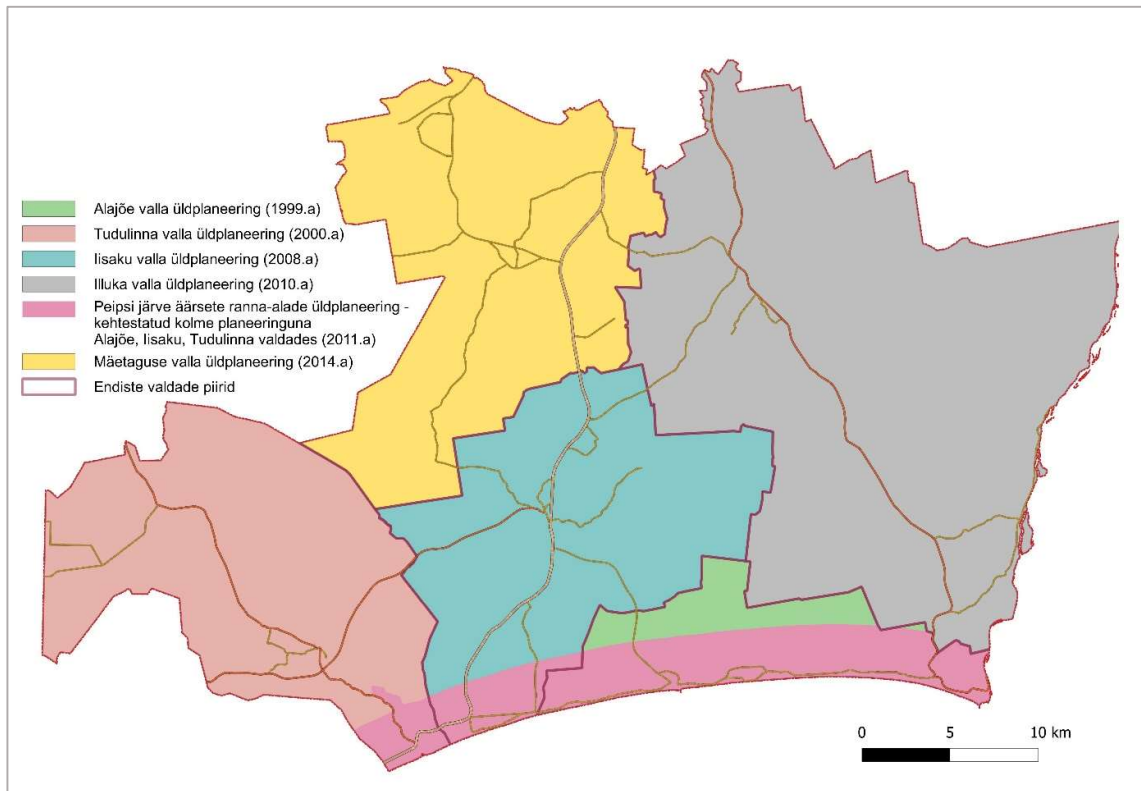 Alajõe valla üldplaneering (1999.a)
Tudulinna valla üldplaneering (2000.a)
Iisaku valla üldplaneering (2008.a)
Illuka valla üldplaneering (2010.a)
Peipsi järve äärsete ranna-alade üldplaneering -
kehtestatud kolme planeeringuna
Alajõe, Iisaku, Tudulinna valdades (2011.a)
Mäetaguse valla üldplaneering (2014.a)
Endiste valdade piirid
0 5 10 km